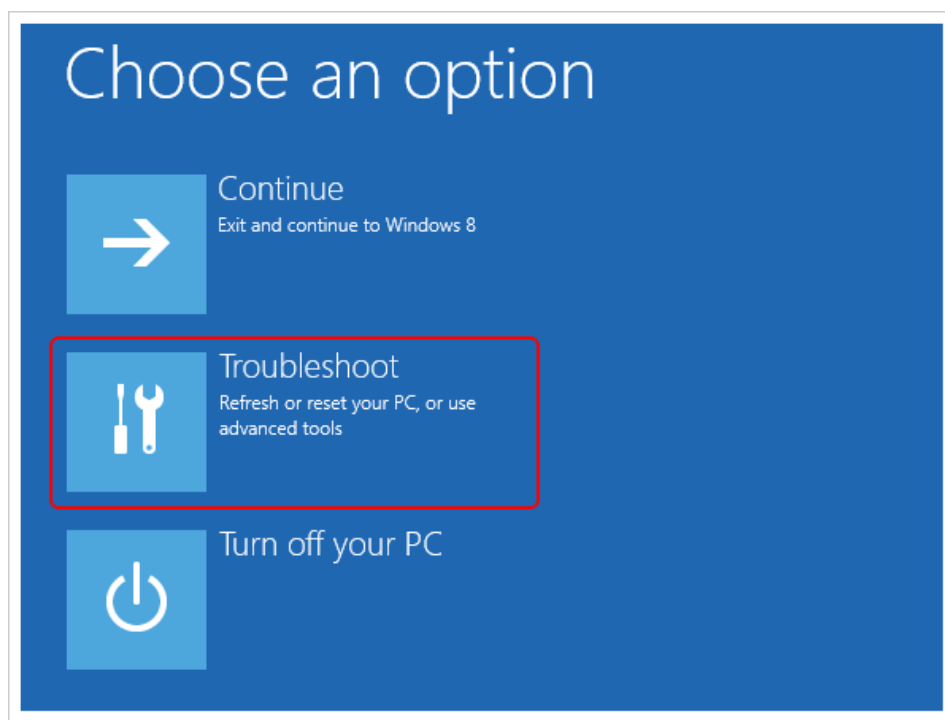 Choose an option
Continue
Exit and continue to Windows 8
Troubleshoot
Refresh or reset your PC, or use
advanced tools
Turn off your PC